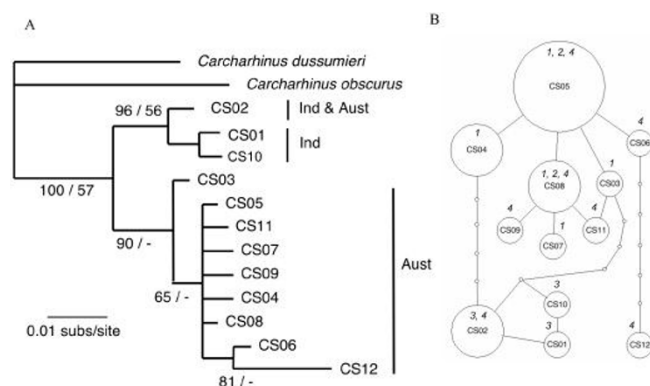 A
Carcharhinus dussumieri
Carcharhinus obscurus
96 / 56
CS02
Ind & Aust
CS01
Ind
CS10
100 / 57
CS03
CS05
CS11
CS07
90 / -
CS09
Aust
CS04
65 / -
CS08
0.01 subs/site
CS06
CS12
81 / -
B
1, 2, 4
CS05
4
CS06
1
CS04
1
CS03
1, 2, 4
CS08
4
CS09
1
CS07
4
CS11
3
CS10
3, 4
CS02
3
CS01
4
CS12